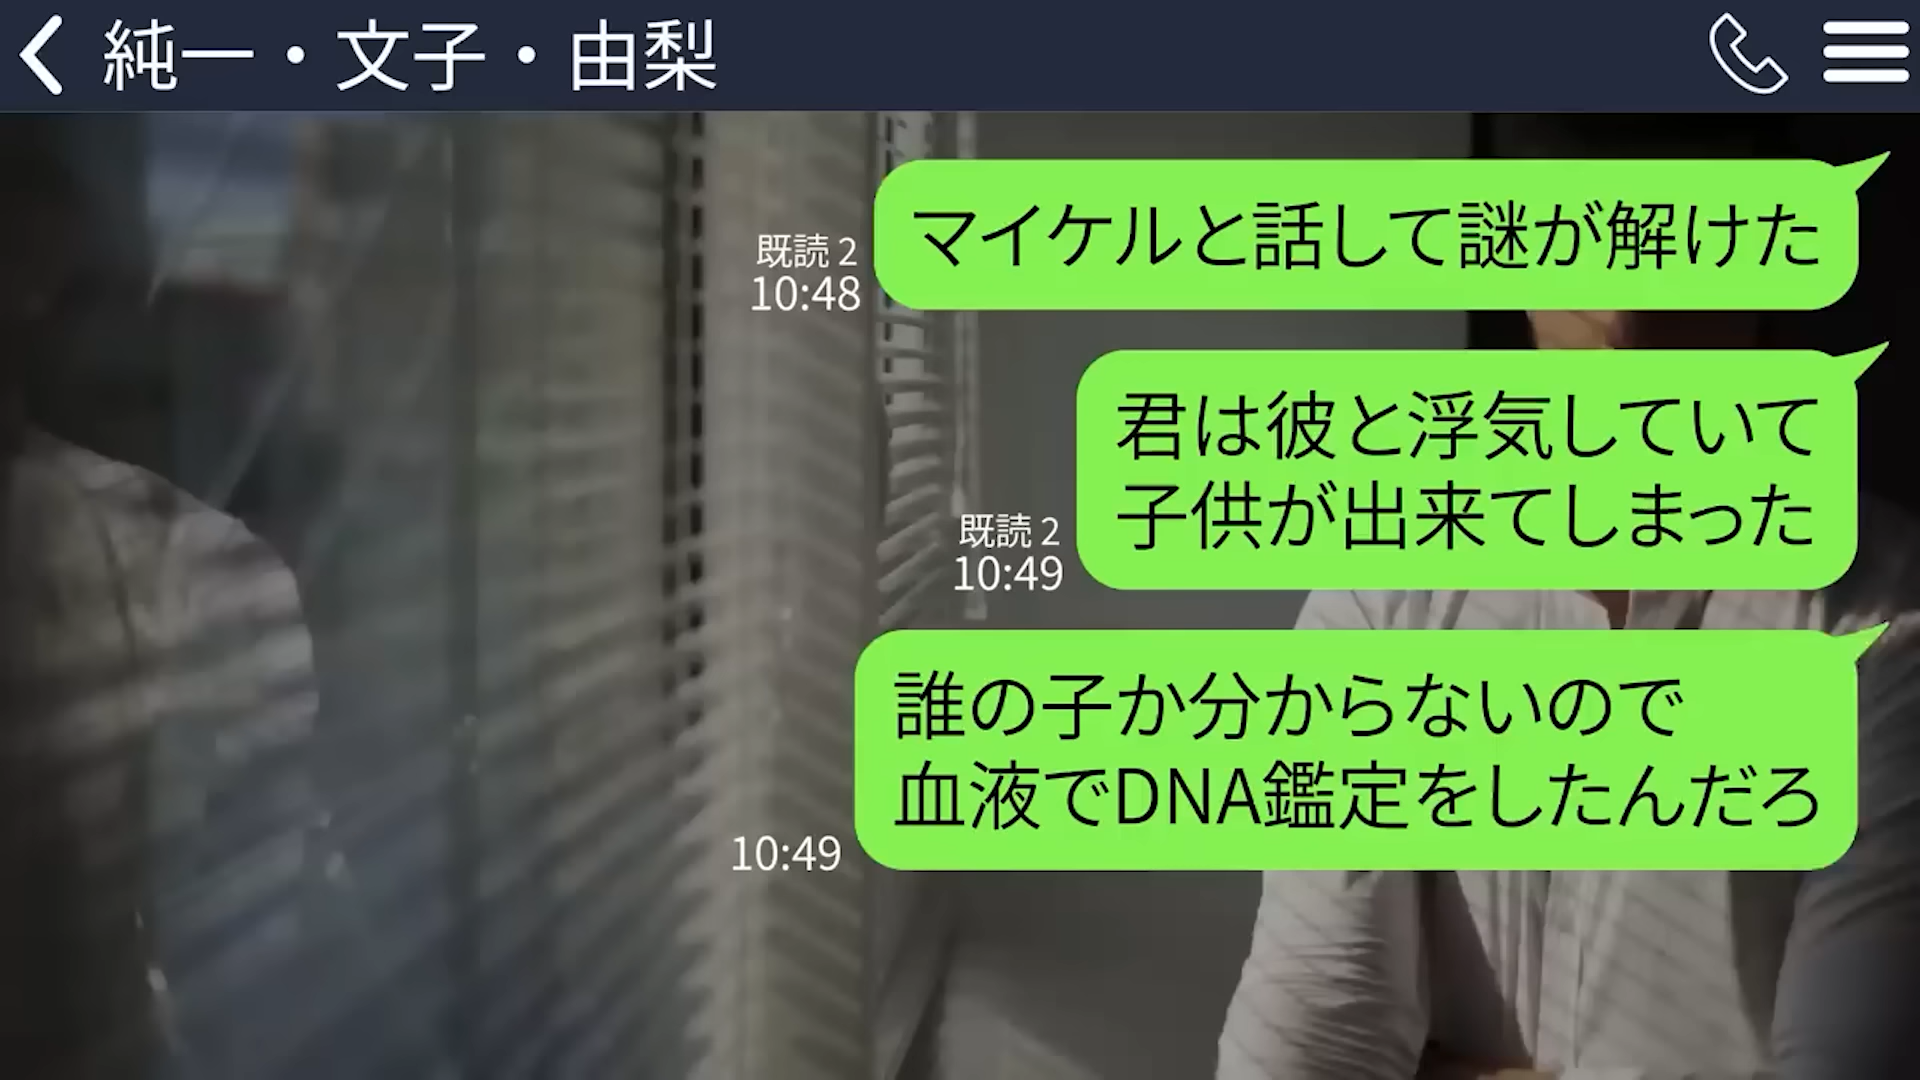 純一・文子・由梨
マイケルと話して謎が解けた
既読 2
10:48
君は彼と浮気していて
子供が出来てしまった
既読 2
10:49
誰の子か分からないので
血液でDNA鑑定をしたんだろ
10:49